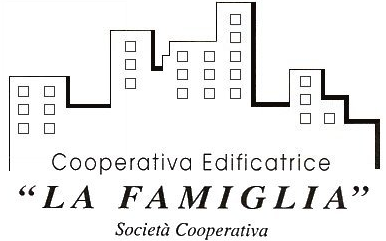 Cooperativa Edificatrice
“LA FAMIGLIA”
Società Cooperativa